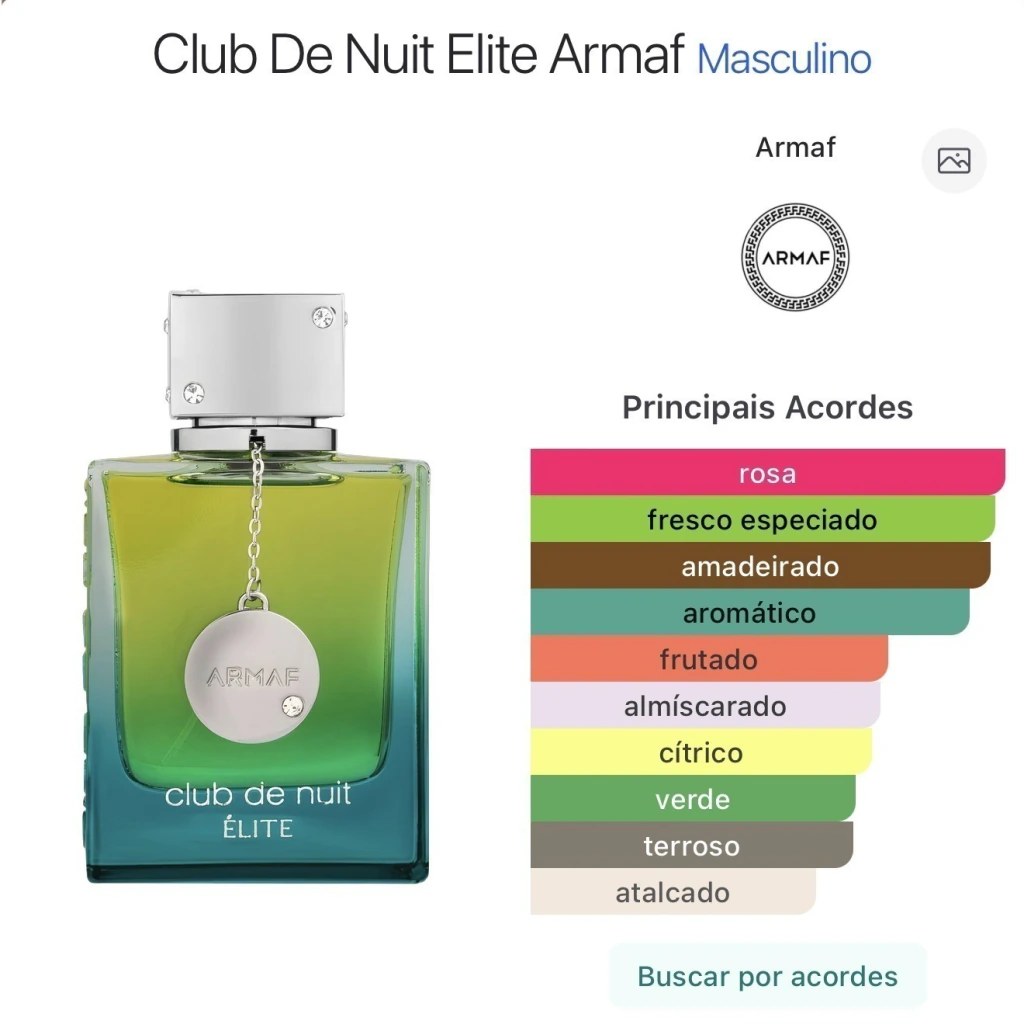 Club De Nuit Elite Armaf Masculino
Armaf
ARMAF
ARMAF
club de nuit
ÉLITE
Principais Acordes
rosa
fresco especiado
amadeirado
aromático
frutado
almíscarado
cítrico
verde
terroso
atalcado
Buscar por acordes